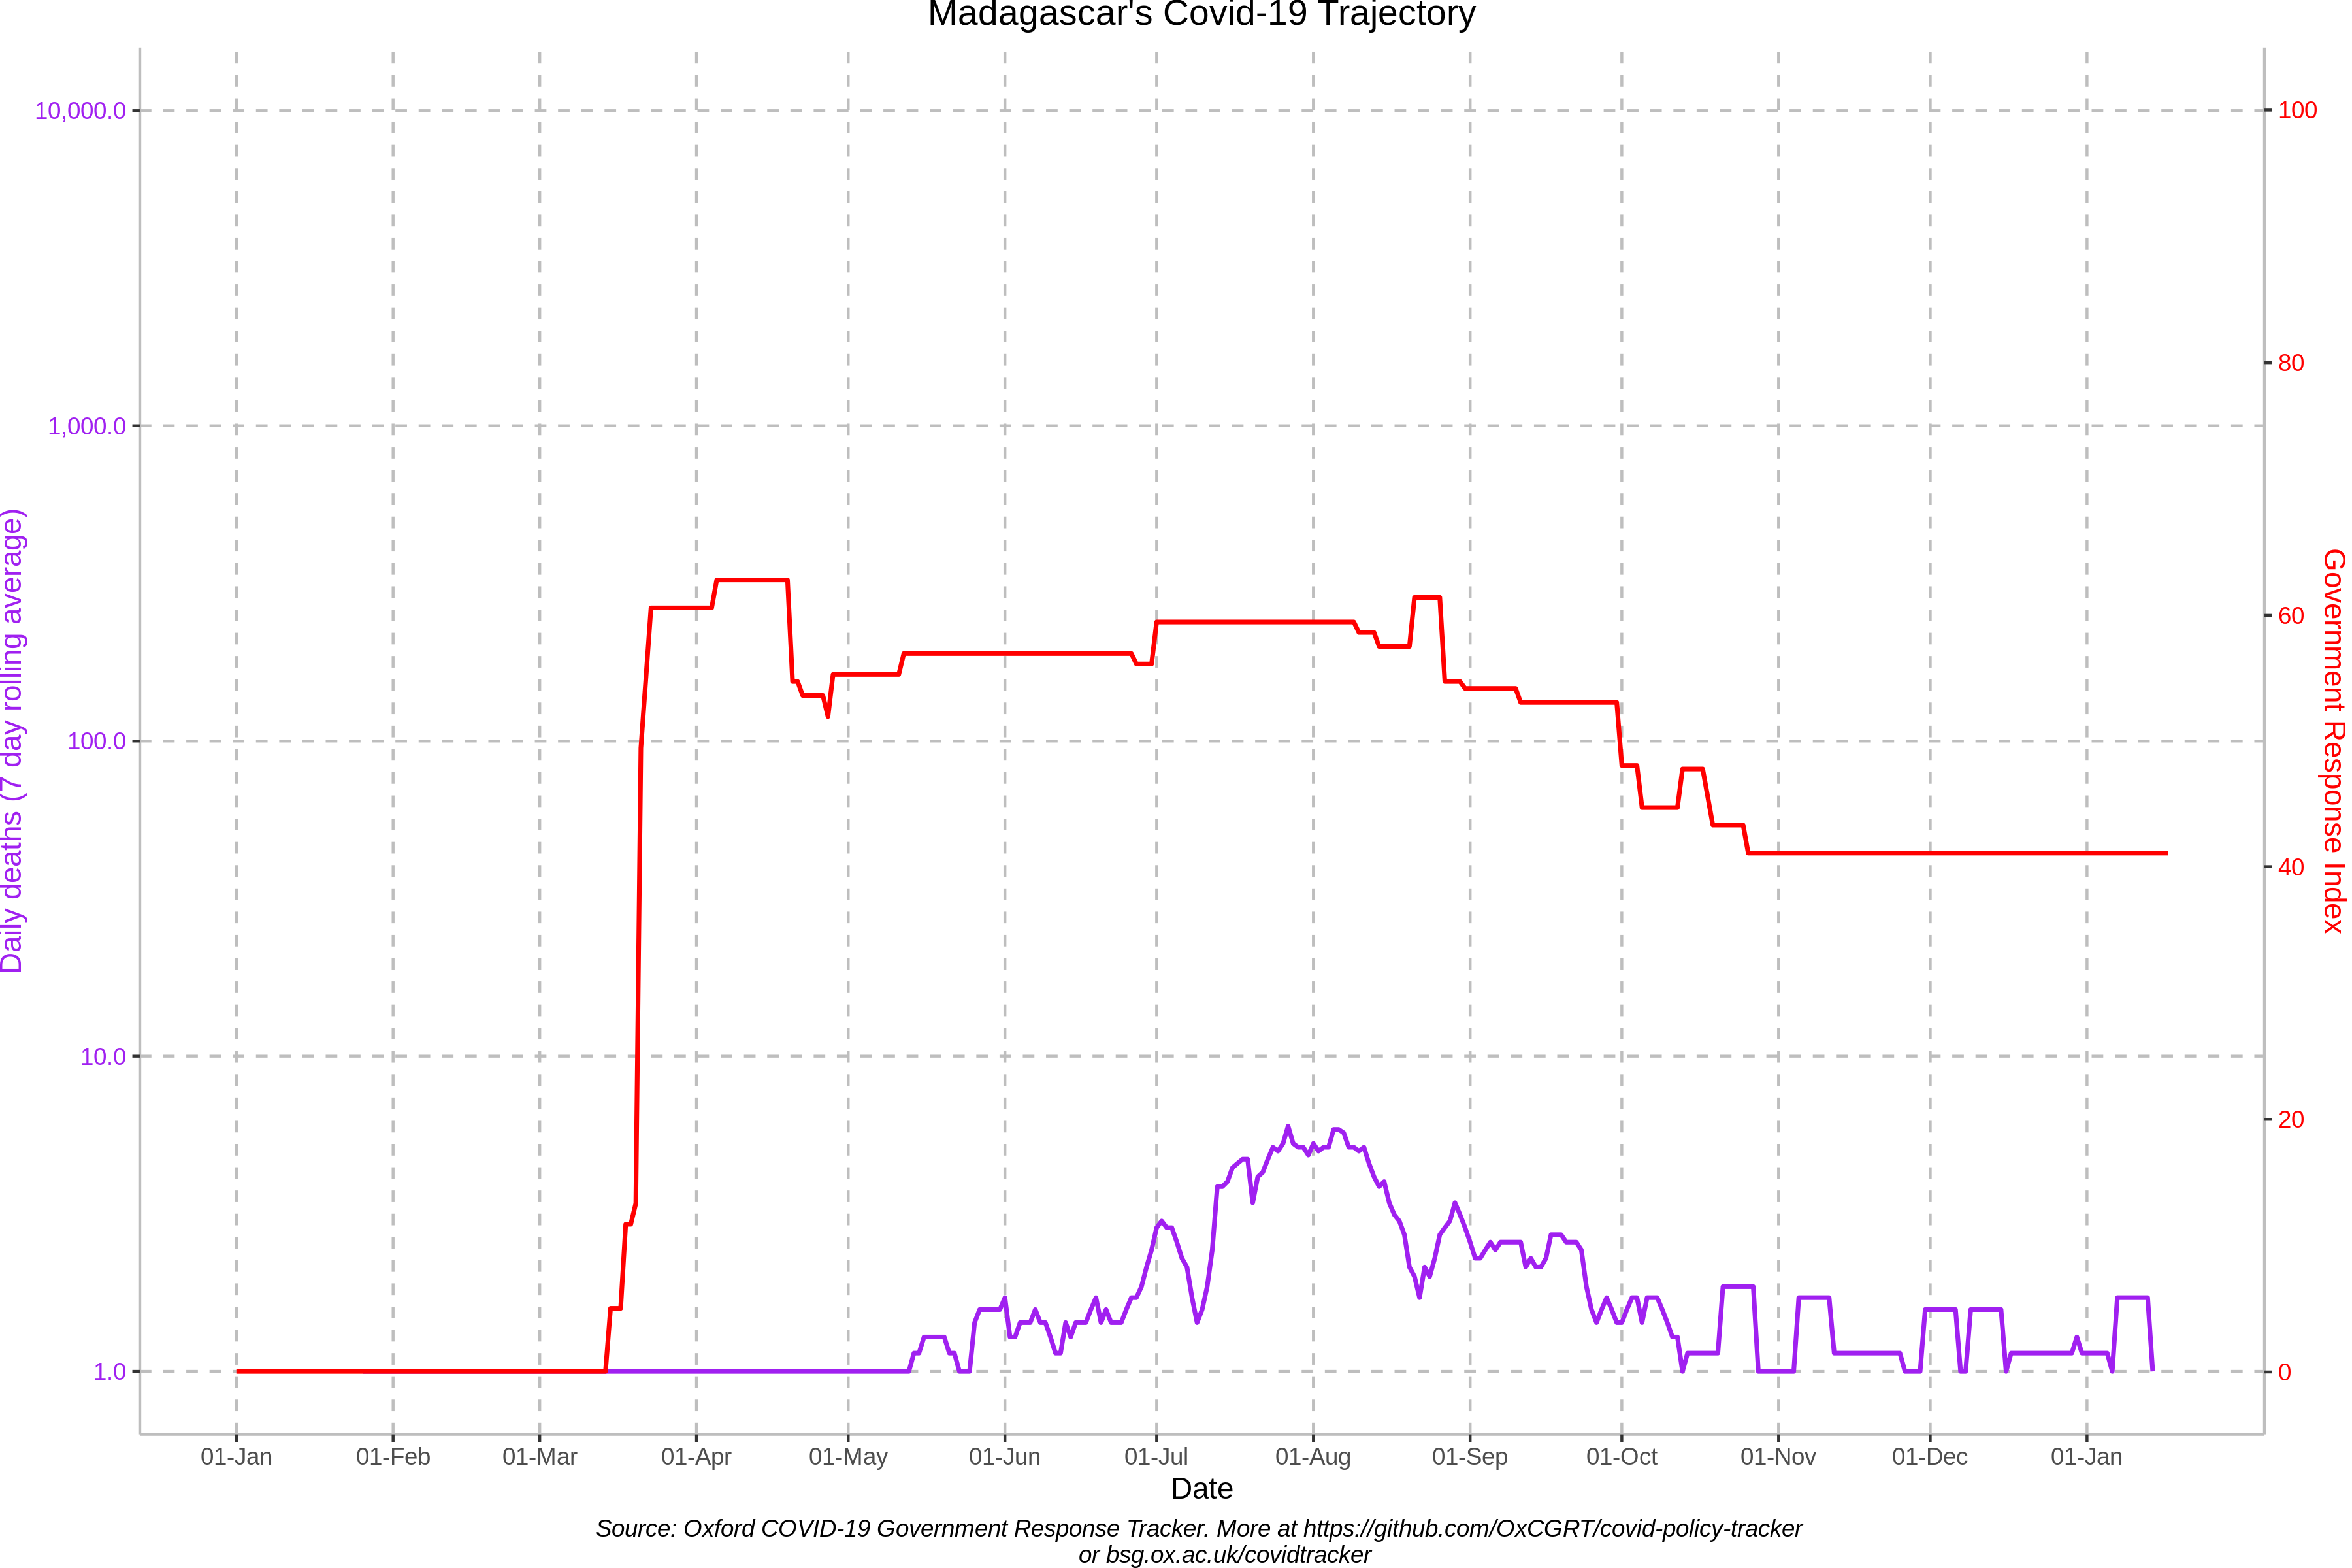 Madagascar's Covid-19 Trajectory
10,000.0
1,000.0
100.0
10.0
1.0
Daily deaths (7 day rolling average)
100
80
60
40
20
0
Government Response Index
01-Jan 01-Feb 01-Mar 01-Apr 01-May 01-Jun 01-Jul 01-Aug 01-Sep 01-Oct 01-Nov 01-Dec 01-Jan
Date
Source: Oxford COVID-19 Government Response Tracker. More at https://github.com/OxCGRT/covid-policy-tracker
or bsg.ox.ac.uk/covidtracker